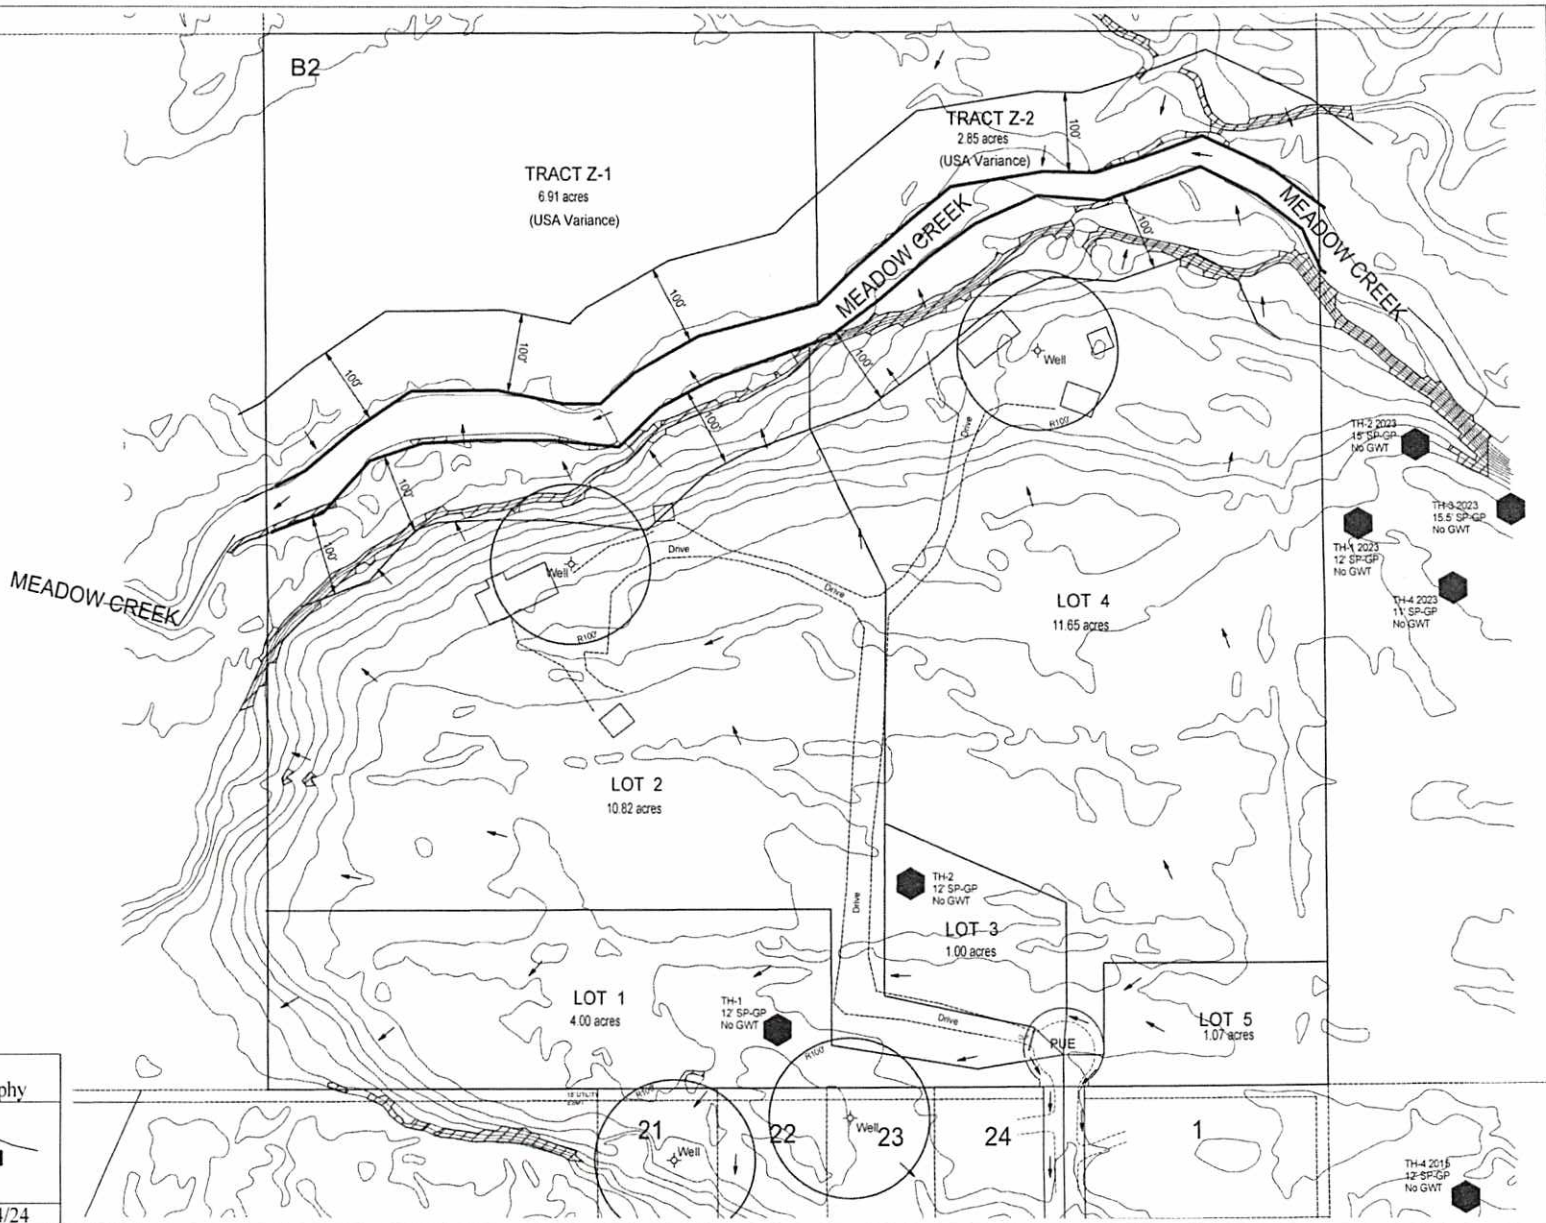 B2
TRACT Z-1
6.91 acres
(USA Variance)
TRACT Z-2
2.85 acres
(USA Variance)
100'
100'
MEADOW CREEK
MEADOW CREEK
100'
100'
100'
100'
100'
100'
100'
100'
MEADOW CREEK
Well
R100'
Drive
TH-2 2023
15' SP-GP
No GWT
TH-3 2023
15.5' SP-GP
No GWT
TH-1 2023
12' SP-GP
No GWT
TH-4 2023
11' SP-GP
No GWT
Well
R100'
Drive
Drive
LOT 4
11.65 acres
LOT 2
10.82 acres
Drive
TH-2
12' SP-GP
No GWT
LOT 3
1.00 acres
LOT 1
4.00 acres
TH-1
12' SP-GP
No GWT
Drive
PUE
LOT 5
1.07 acres
R100'
R100'
phy
21
Well
22
Well
23
24
1
TH-4 2015
12' SP-GP
No GWT
4/24